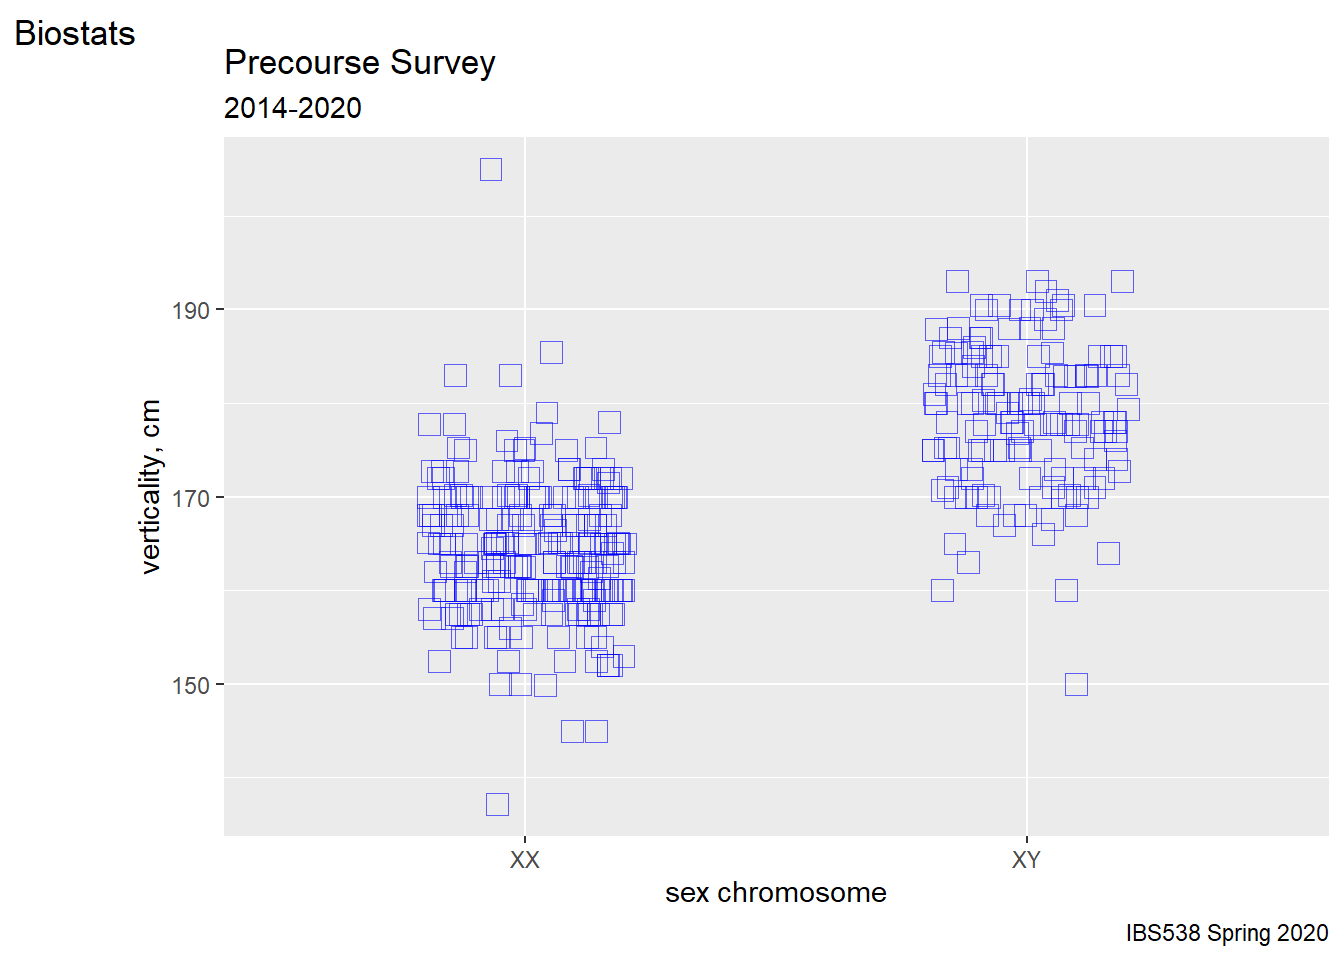 Biostats
Precourse Survey
2014-2020
verticality, cm
190
170
150
XX
XY
sex chromosome
IBS538 Spring 2020